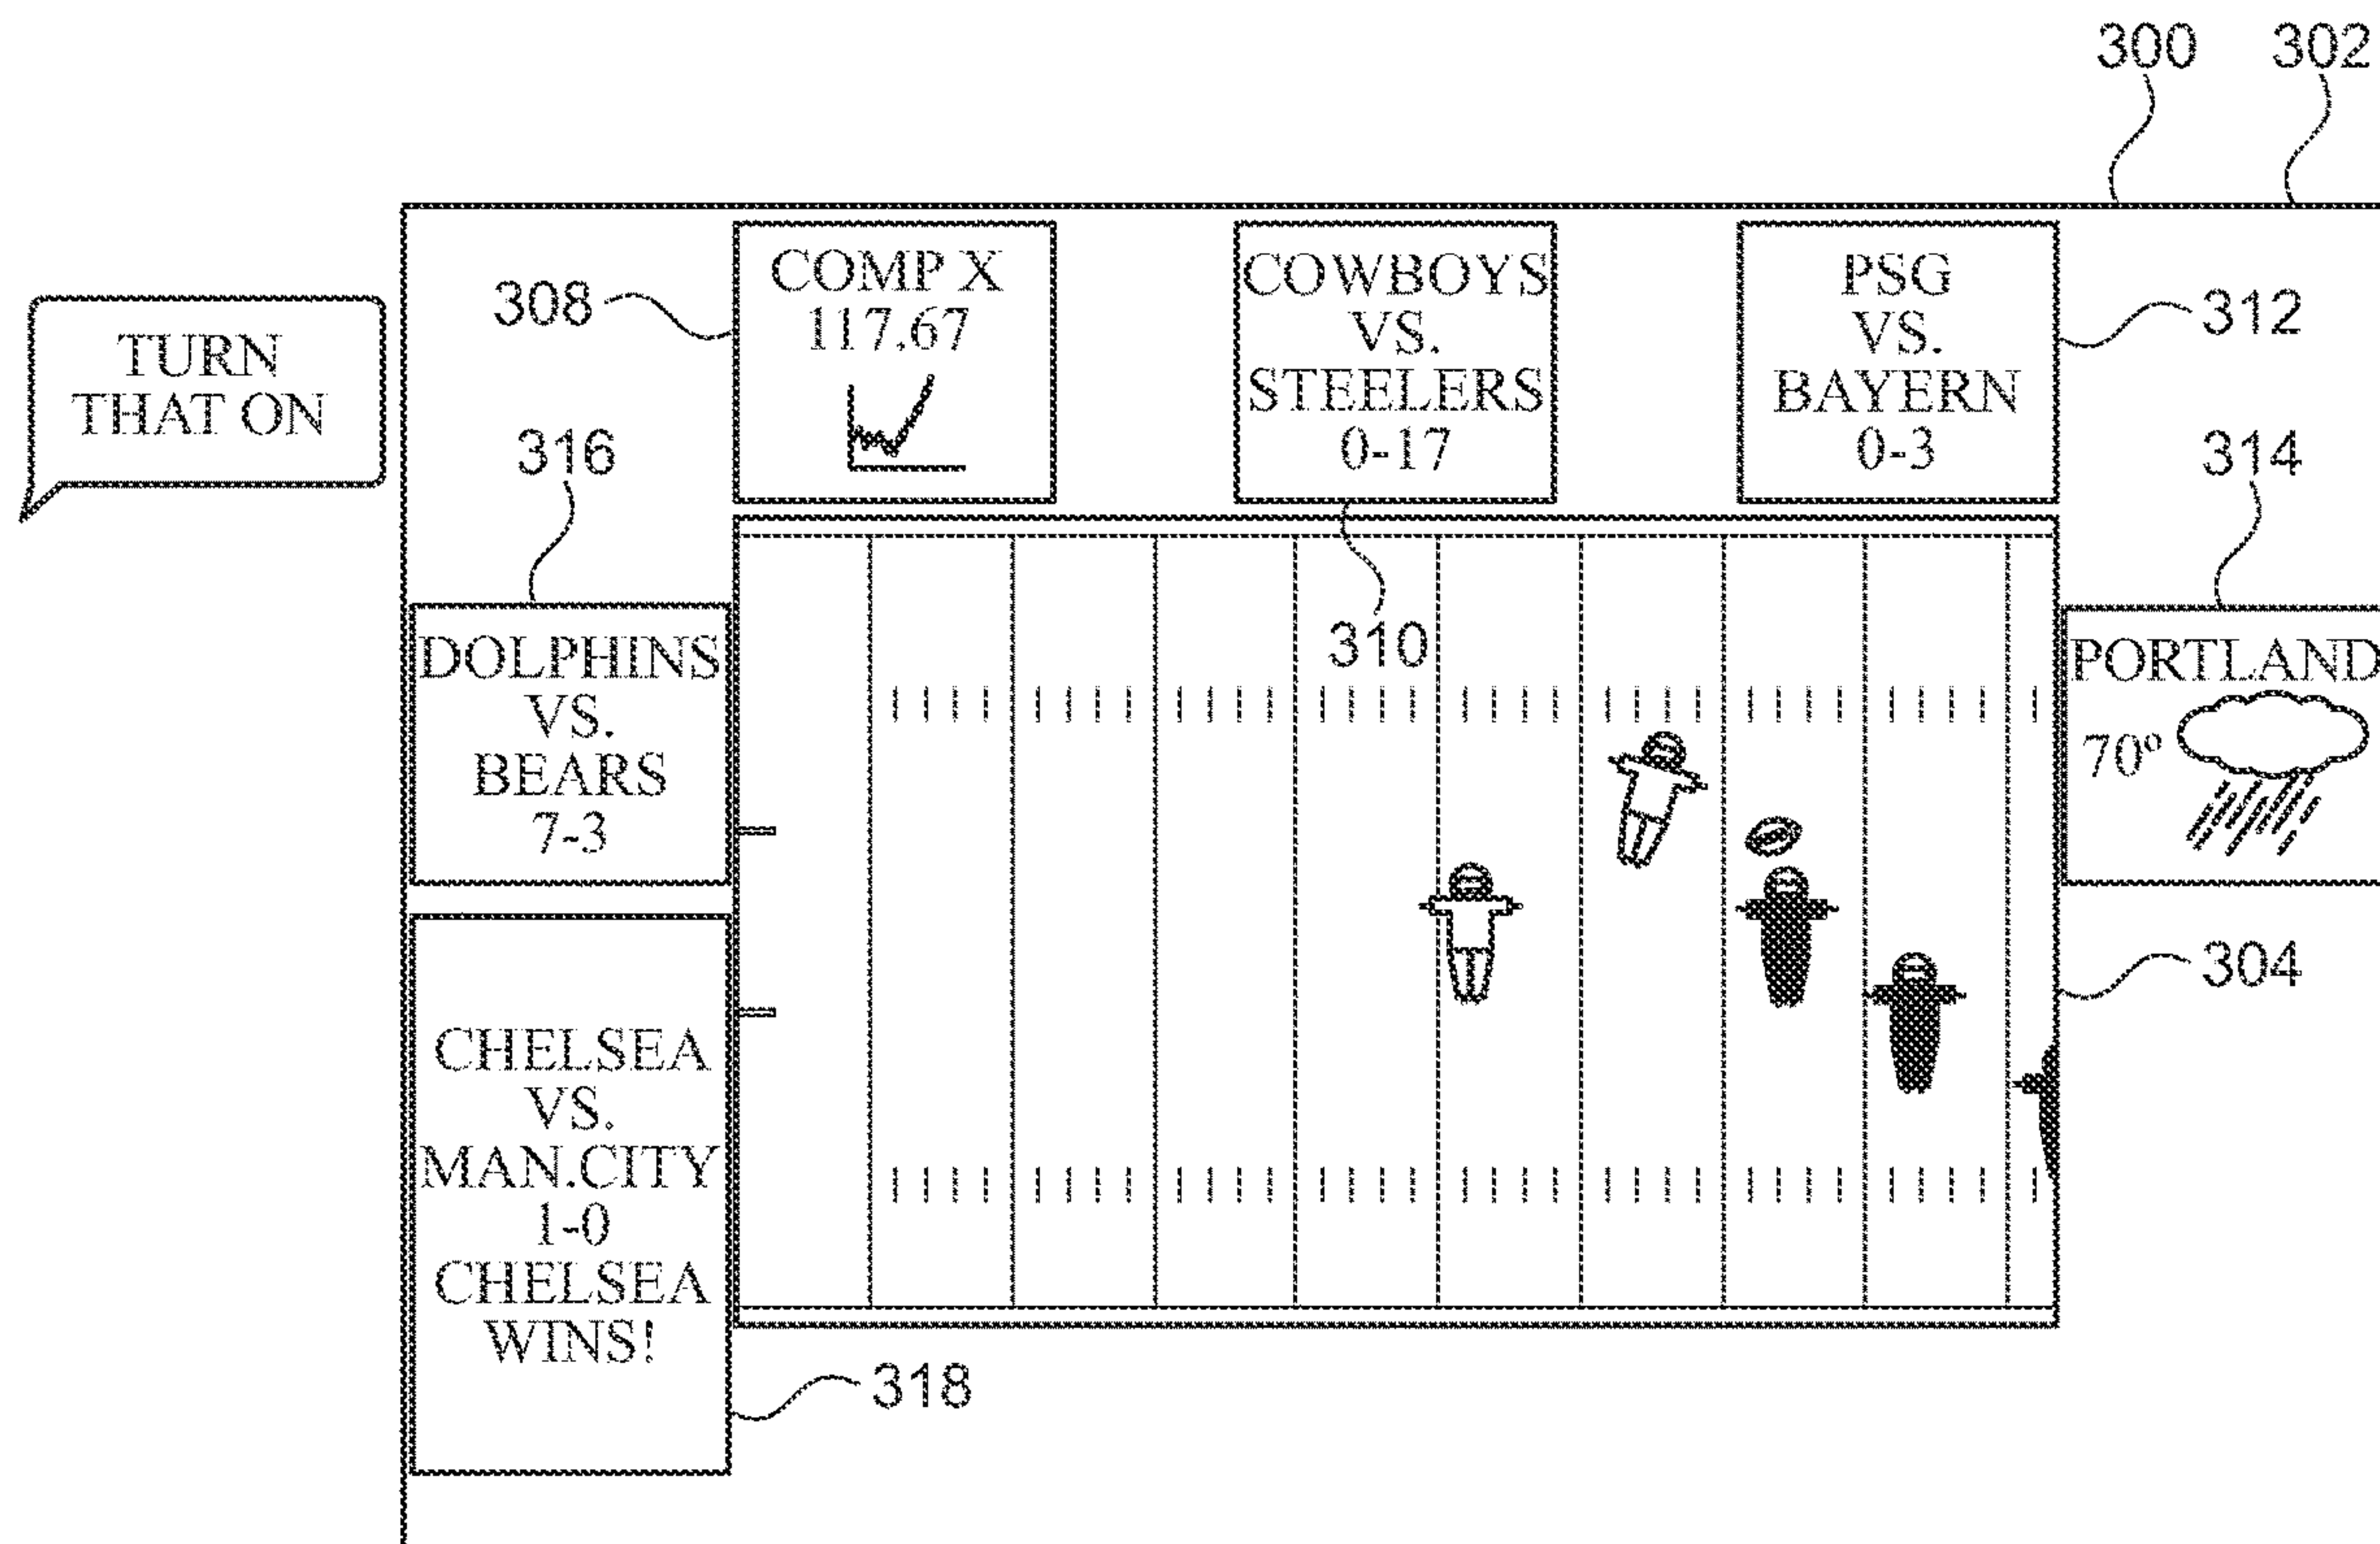 300 302
TURN
THAT ON
308
COMP X
117.67
COWBOYS
VS.
STEELERS
0-17
PSG
VS.
BAYERN
0-3
312
316
314
310
DOLPHINS
VS.
BEARS
7-3
PORTLAND
70º
304
CHELSEA
VS.
MAN.CITY
1-0
CHELSEA
WINS!
318